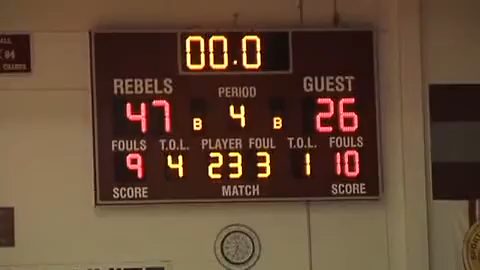 00.0
REBELS PERIOD GUEST
47 B 4 B 26
FOULS T.O.L. PLAYER FOUL T.O.L. FOULS
9 4 23 3 1 10
SCORE MATCH SCORE